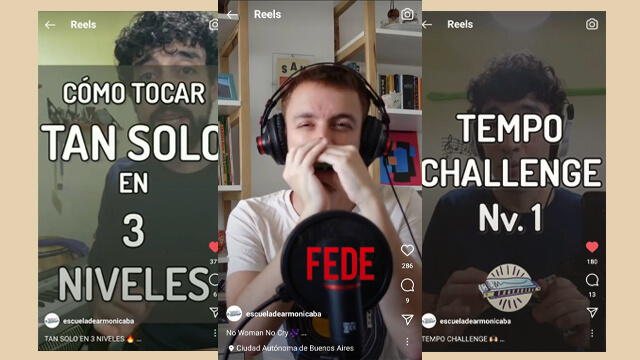 Reels
CÓMO TOCAR
TAN SOLO
EN
3
NIVELES
escueladearmonicaba
TAN SOLO EN 3 NIVELES 🔥 ...
Reels
SAN
FEDE
286
9
escueladearmonicaba
No Woman No Cry 🎶 ...
Ciudad Autónoma de Buenos Aires
Reels
TEMPO
CHALLENGE
Nv. 1
180
13
escueladearmonicaba
TEMPO CHALLENGE 🙌🏼 ...